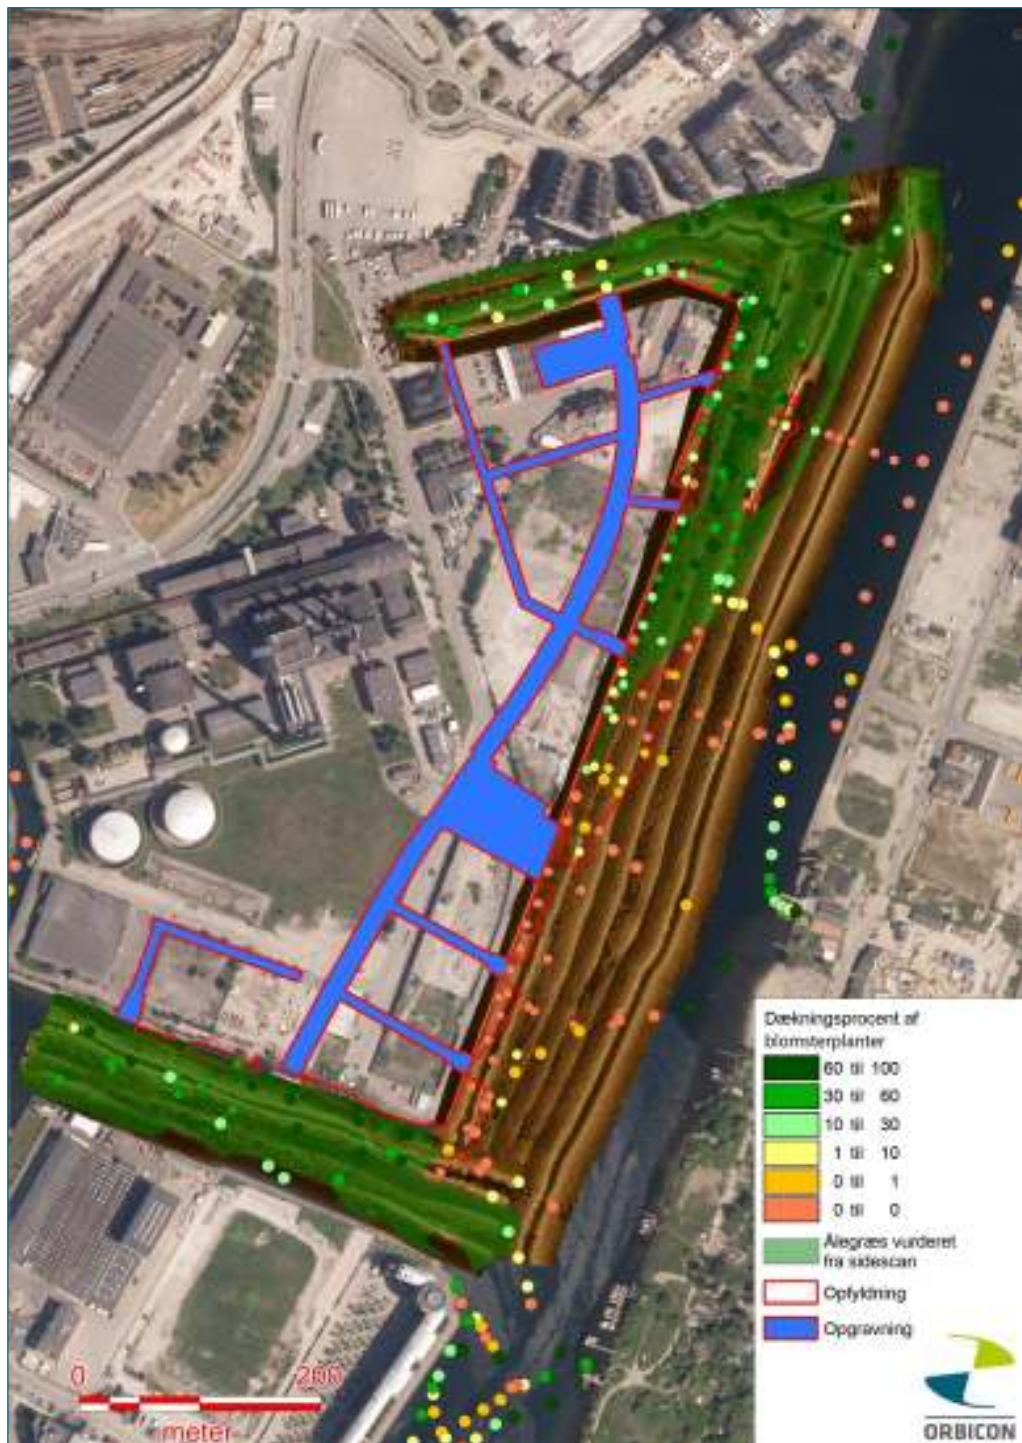 Dækningsprocent af
blomsterplanter
60 til 100
30 til 60
10 til 30
1 til 10
0 til 1
0 til 0
Ålegræs vurderet
fra sidescan
Opfyldning
Opgravning
0 200
meter
ORBICON